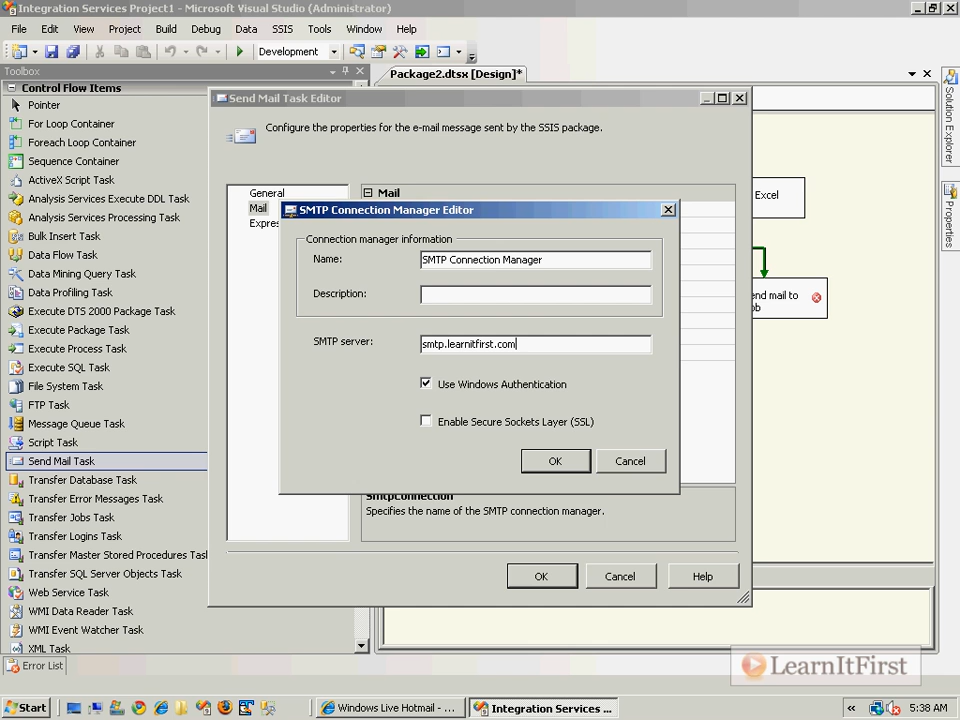 Integration Services Project1 - Microsoft Visual Studio (Administrator)
File Edit View Project Build Debug Data SSIS Tools Window Help
Development
Toolbox
Package2.dtsx [Design]*
Control Flow Items
Pointer
For Loop Container
Foreach Loop Container
Sequence Container
ActiveX Script Task
Analysis Services Execute DDL Task
Analysis Services Processing Task
Bulk Insert Task
Data Flow Task
Data Mining Query Task
Data Profiling Task
Execute DTS 2000 Package Task
Execute Package Task
Execute Process Task
Execute SQL Task
File System Task
FTP Task
Message Queue Task
Script Task
Send Mail Task
Transfer Database Task
Transfer Error Messages Task
Transfer Jobs Task
Transfer Logins Task
Transfer Master Stored Procedures Tas
Transfer SQL Server Objects Task
Web Service Task
WMI Data Reader Task
WMI Event Watcher Task
XML Task
Error List
Send Mail Task Editor
Configure the properties for the e-mail message sent by the SSIS package.
General
Mail
Expres
Mail
SMTP Connection Manager Editor
Connection manager information
Name: SMTP Connection Manager
Description:
SMTP server: smtp.learnitfirst.com
Use Windows Authentication
Enable Secure Sockets Layer (SSL)
OK Cancel
SmtpConnection
Specifies the name of the SMTP connection manager.
OK Cancel Help
Excel
end mail to
ob
Solution Explorer
Properties
LearnItFirst
Start
Windows Live Hotmail - ...
Integration Services ...
5:38 AM